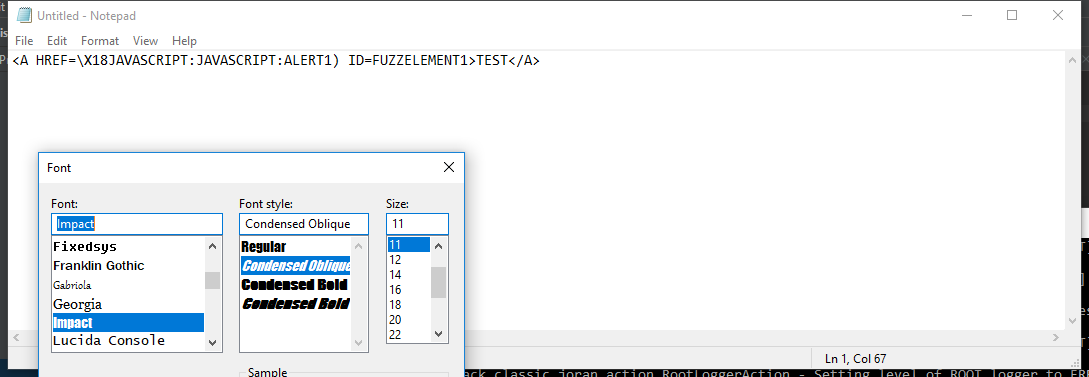 Untitled - Notepad
File Edit Format View Help
<A HREF=\X18JAVASCRIPT:JAVASCRIPT:ALERT1) ID=FUZZELEMENT1>TEST</A>
Font
Font: Font style: Size:
Impact Condensed Oblique 11
Fixedsys Regular 11
Franklin Gothic Condensed Oblique 12
Gabriola Condensed Bold 14
Georgia Condensed Bold 16
Impact 18
Lucida Console 20
22
Ln 1, Col 67
Sample
ack.classic.joran.action.RootLoggerAction - Setting level of ROOT logger to ERR